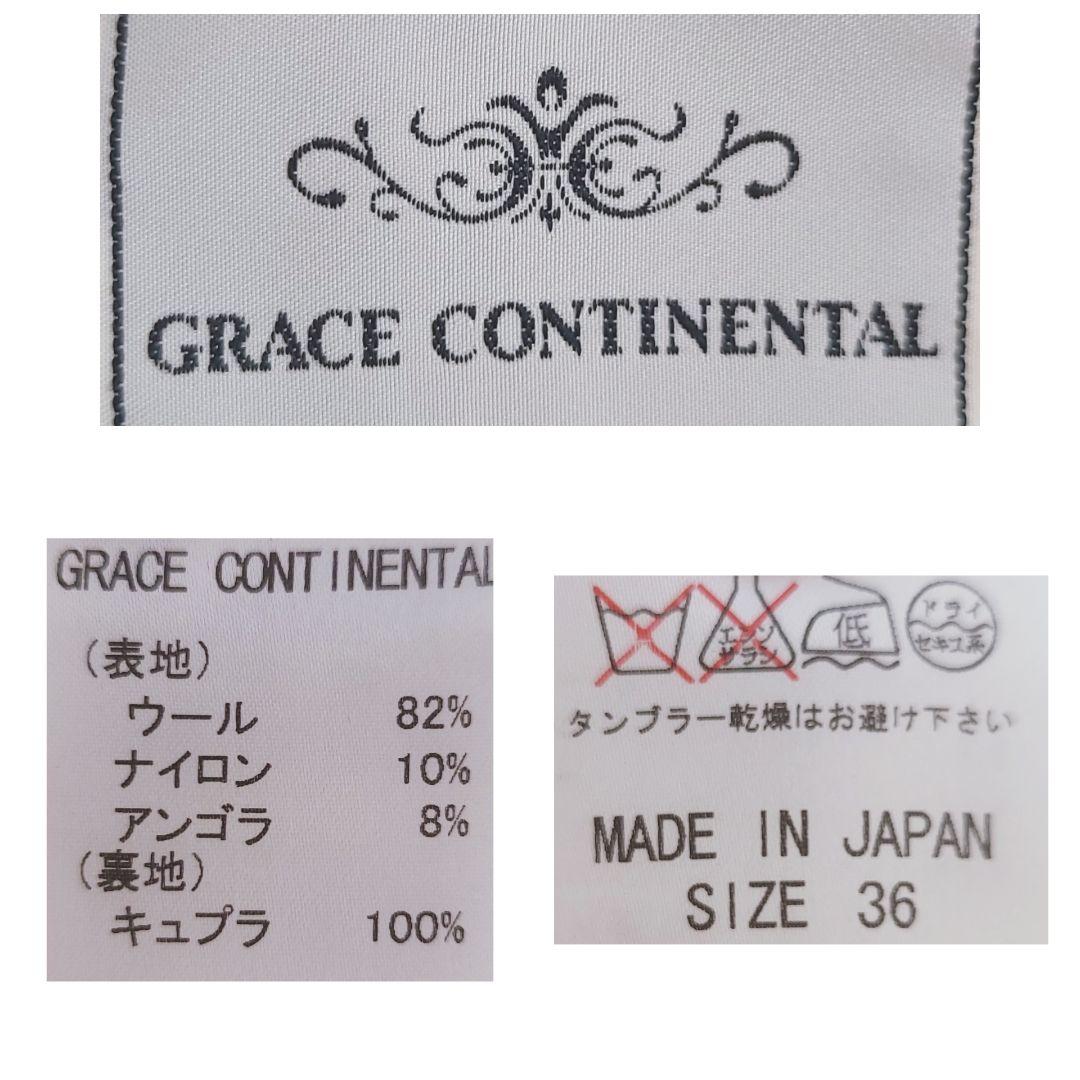 GRACE CONTINENTAL
GRACE CONTINENTAL
(表地)
ウール 82%
ナイロン 10%
アンゴラ 8%
(裏地)
キュプラ 100%
エンソ
サラシ
低
ドライ
セキユ系
タンブラー乾燥はお避け下さい
MADE IN JAPAN
SIZE 36